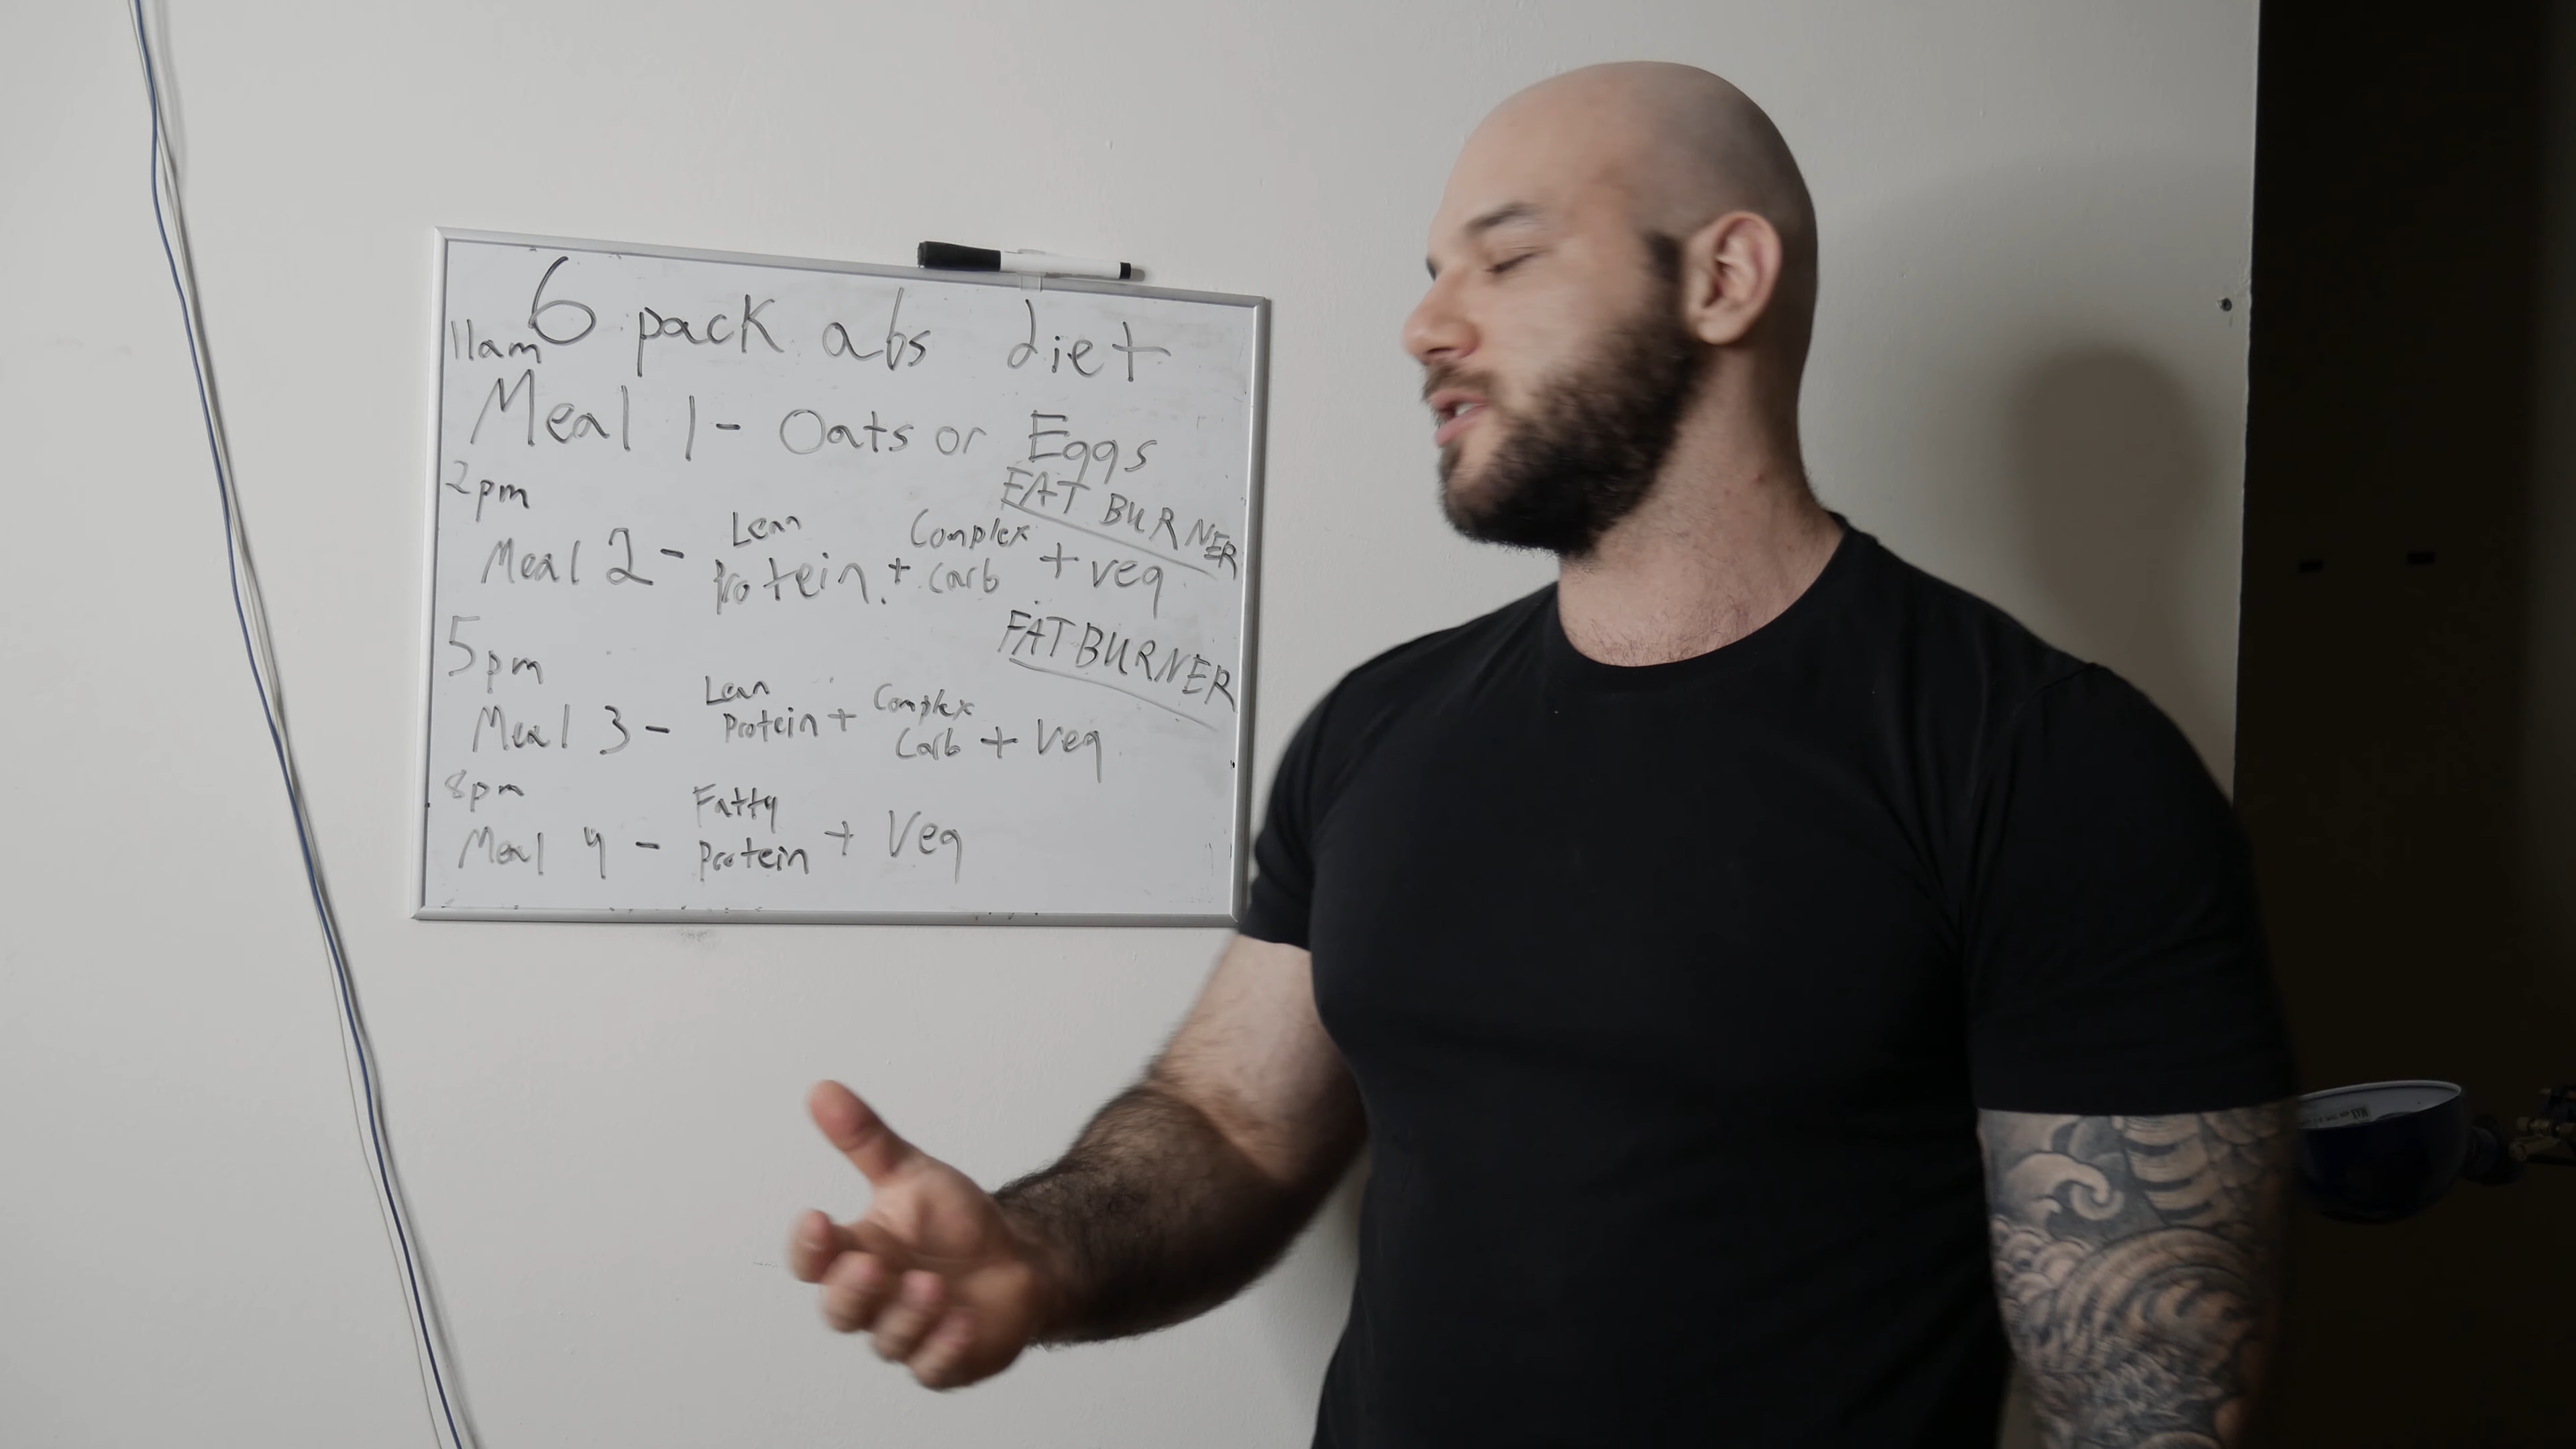 6 pack abs diet
11am
Meal 1 - Oats or Eggs
2pm
FAT BURNER
Meal 2 - Lean Protein + Complex Carb + veg
5pm
FAT BURNER
Meal 3 - Lean Protein + Complex Carb + Veg
8pm
Meal 4 - Fatty Protein + Veg